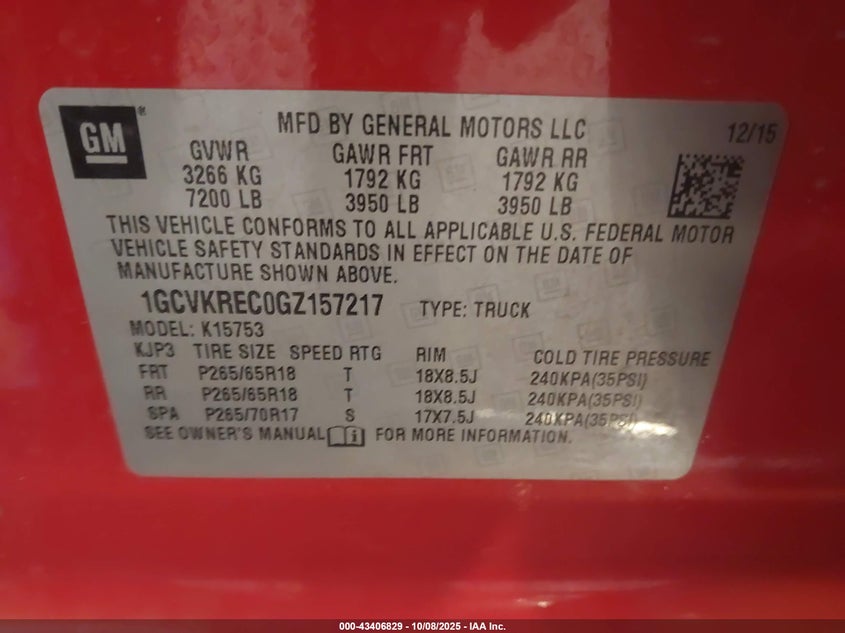 GM®
MFD BY GENERAL MOTORS LLC 12/15
GVWR GAWR FRT GAWR RR
3266 KG 1792 KG 1792 KG
7200 LB 3950 LB 3950 LB
THIS VEHICLE CONFORMS TO ALL APPLICABLE U.S. FEDERAL MOTOR
VEHICLE SAFETY STANDARDS IN EFFECT ON THE DATE OF
MANUFACTURE SHOWN ABOVE.
1GCVKREC0GZ157217 TYPE: TRUCK
MODEL: K15753
KJP3 TIRE SIZE SPEED RTG RIM COLD TIRE PRESSURE
FRT P265/65R18 T 18X8.5J 240KPA(35PSI)
RR P265/65R18 T 18X8.5J 240KPA(35PSI)
SPA P265/70R17 S 17X7.5J 240KPA(35PSI)
SEE OWNER'S MANUAL FOR MORE INFORMATION.
000-43406829 - 10/08/2025 - IAA Inc.